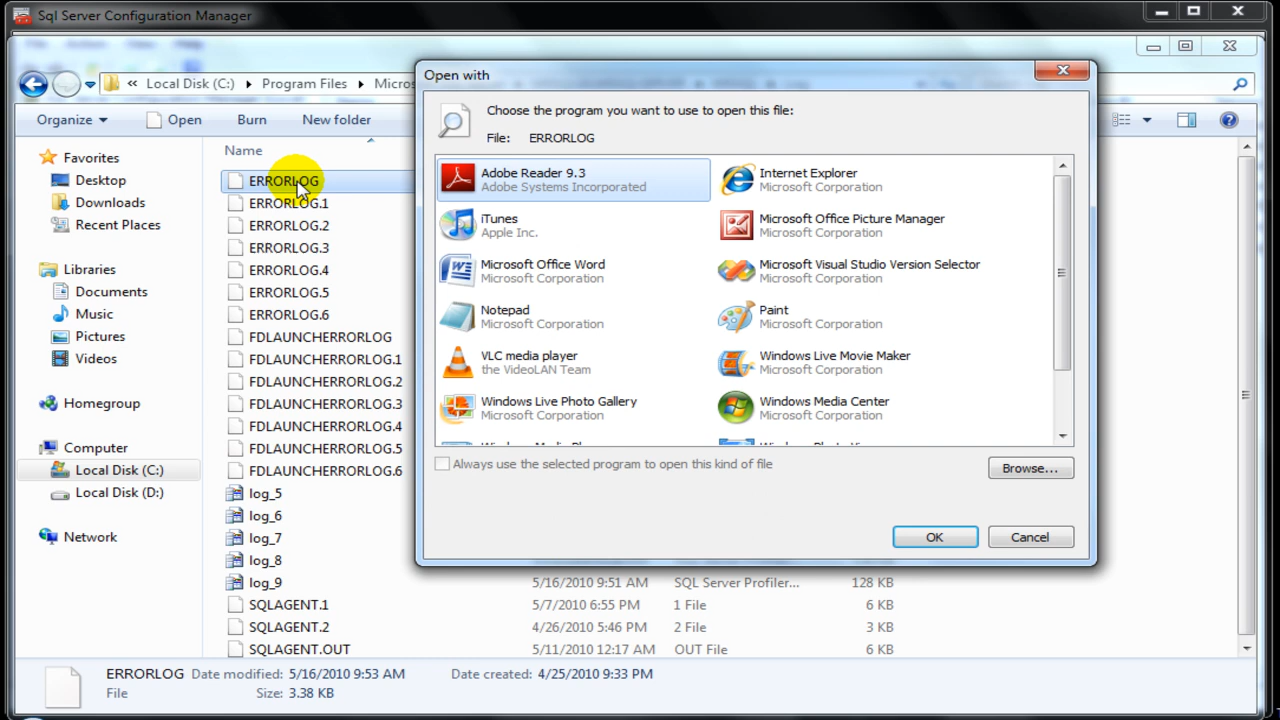 Sql Server Configuration Manager
« Local Disk (C:) Program Files Micros
Organize Open Burn New folder
Favorites
Desktop
Downloads
Recent Places
Libraries
Documents
Music
Pictures
Videos
Homegroup
Computer
Local Disk (C:)
Local Disk (D:)
Network
Name
ERRORLOG
ERRORLOG.1
ERRORLOG.2
ERRORLOG.3
ERRORLOG.4
ERRORLOG.5
ERRORLOG.6
FDLAUNCHERRORLOG
FDLAUNCHERRORLOG.1
FDLAUNCHERRORLOG.2
FDLAUNCHERRORLOG.3
FDLAUNCHERRORLOG.4
FDLAUNCHERRORLOG.5
FDLAUNCHERRORLOG.6
log_5
log_6
log_7
log_8
log_9 5/16/2010 9:51 AM SQL Server Profiler... 128 KB
SQLAGENT.1 5/7/2010 6:55 PM 1 File 6 KB
SQLAGENT.2 4/26/2010 5:46 PM 2 File 3 KB
SQLAGENT.OUT 5/11/2010 12:17 AM OUT File 6 KB
Open with
Choose the program you want to use to open this file:
File: ERRORLOG
Adobe Reader 9.3
Adobe Systems Incorporated
Internet Explorer
Microsoft Corporation
iTunes
Apple Inc.
Microsoft Office Picture Manager
Microsoft Corporation
Microsoft Office Word
Microsoft Corporation
Microsoft Visual Studio Version Selector
Microsoft Corporation
Notepad
Microsoft Corporation
Paint
Microsoft Corporation
VLC media player
the VideoLAN Team
Windows Live Movie Maker
Microsoft Corporation
Windows Live Photo Gallery
Microsoft Corporation
Windows Media Center
Microsoft Corporation
Always use the selected program to open this kind of file
Browse...
OK Cancel
ERRORLOG Date modified: 5/16/2010 9:53 AM Date created: 4/25/2010 9:33 PM
File Size: 3.38 KB